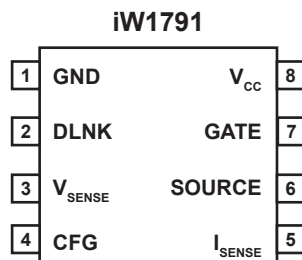 iW1791
1 GND VCC 8
2 DLNK GATE 7
3 VSENSE SOURCE 6
4 CFG ISENSE 5